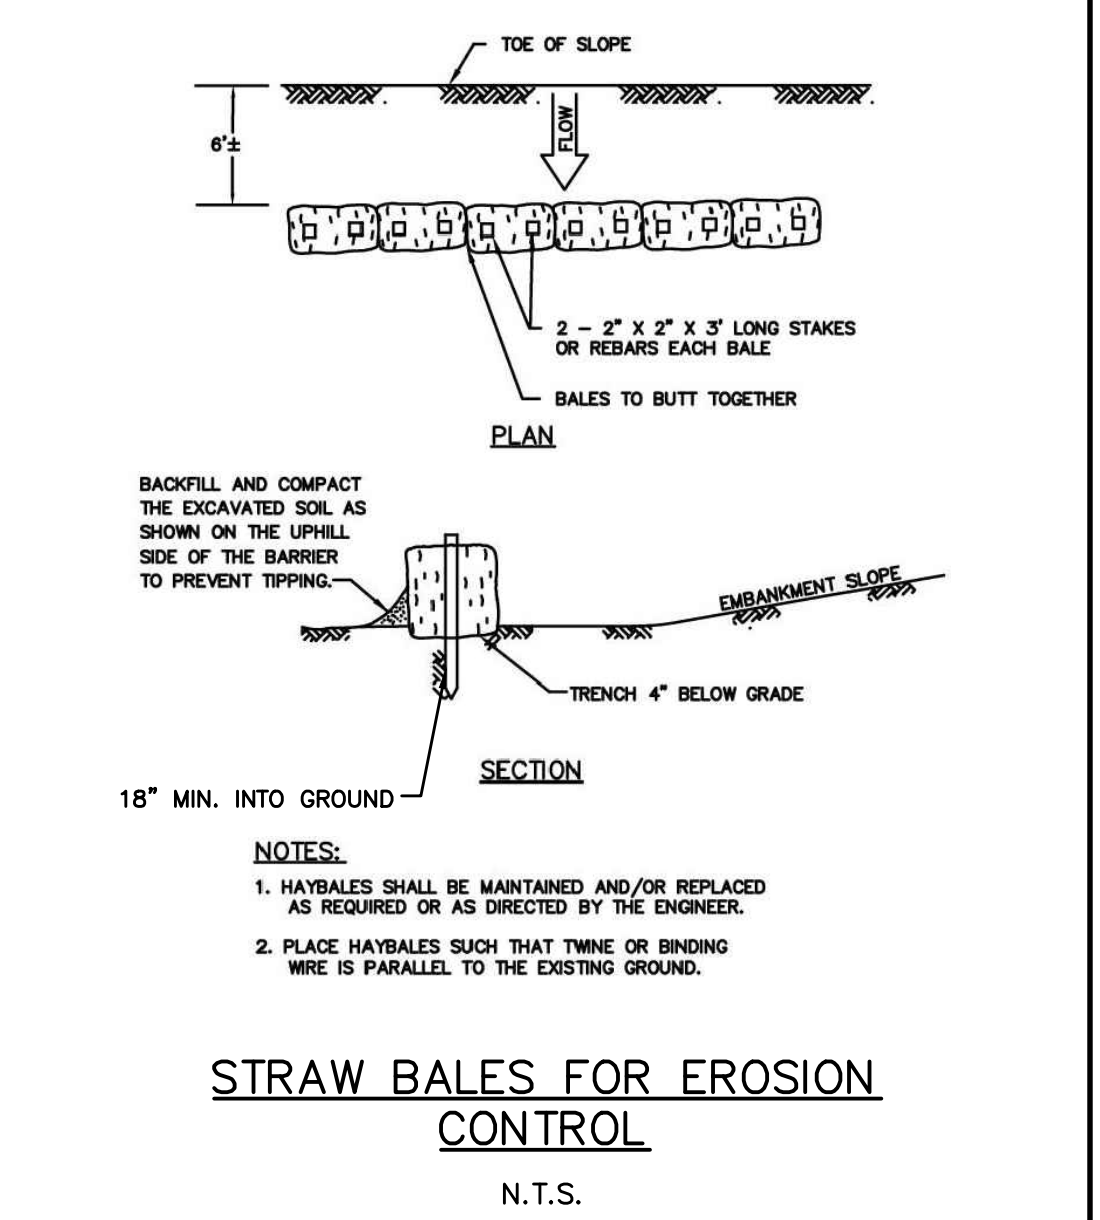 TOE OF SLOPE
FLOW
6'±
2 – 2" X 2" X 3' LONG STAKES
OR REBARS EACH BALE
BALES TO BUTT TOGETHER
PLAN
BACKFILL AND COMPACT
THE EXCAVATED SOIL AS
SHOWN ON THE UPHILL
SIDE OF THE BARRIER
TO PREVENT TIPPING.
EMBANKMENT SLOPE
TRENCH 4" BELOW GRADE
SECTION
18" MIN. INTO GROUND
NOTES:
1. HAYBALES SHALL BE MAINTAINED AND/OR REPLACED
AS REQUIRED OR AS DIRECTED BY THE ENGINEER.
2. PLACE HAYBALES SUCH THAT TWINE OR BINDING
WIRE IS PARALLEL TO THE EXISTING GROUND.
STRAW BALES FOR EROSION
CONTROL
N.T.S.